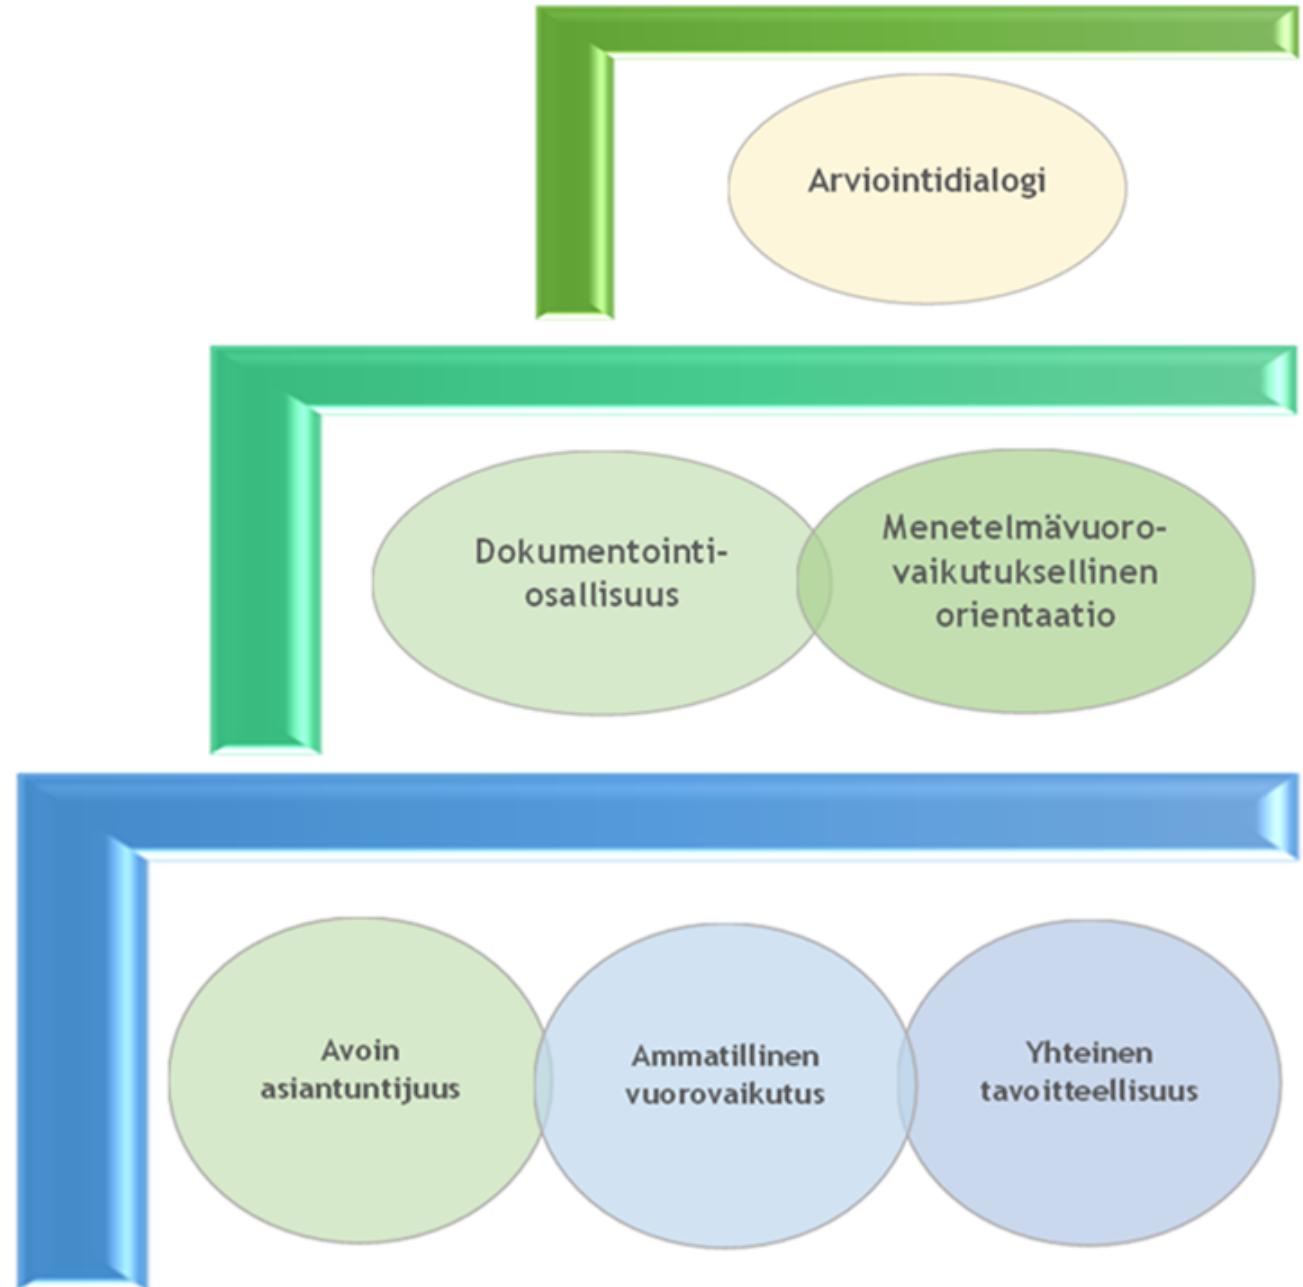 Arviointidialogi
Dokumentointi-
osallisuus
Menetelmävuoro-
vaikutuksellinen
orientaatio
Avoin
asiantuntijuus
Ammatillinen
vuorovaikutus
Yhteinen
tavoitteellisuus